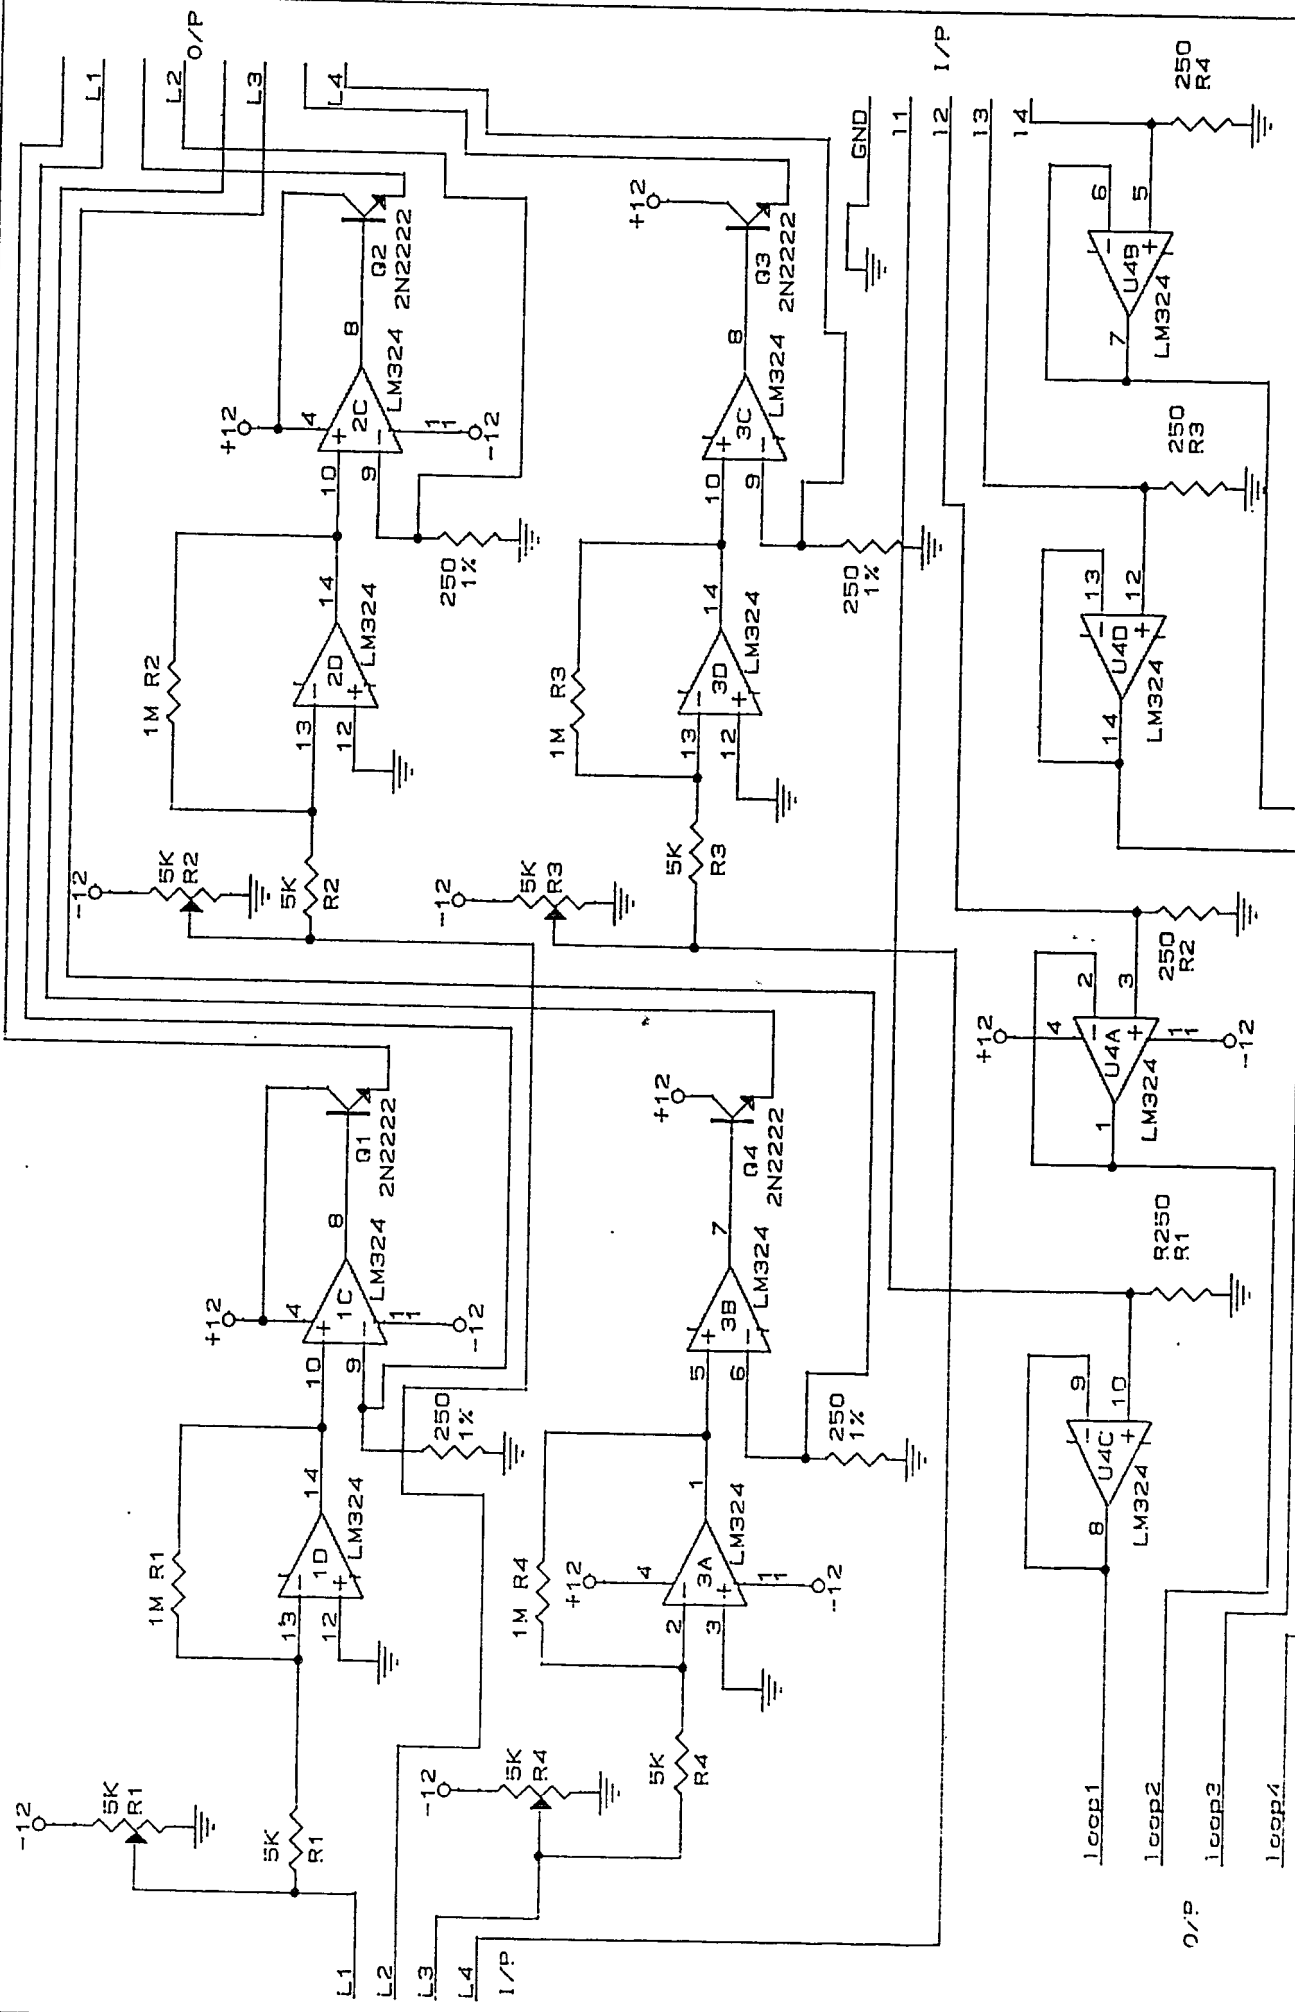 -12
5K
R1
1M R1
5K
R1
13
12
1D
14
LM324
+12
10
9
4
1C
11
-12
8
LM324
Q1
2N2222
250
1%
-12
5K
R2
1M R2
5K
R2
13
12
2D
14
LM324
+12
10
9
4
2C
11
-12
8
LM324
Q2
2N2222
250
1%
L1
L2
O/P
L3
L4
L1
L2
L3
L4
I/P
-12
5K
R4
5K
R4
1M R4
+12
2
3
4
3A
11
-12
1
LM324
5
6
3B
7
LM324
+12
Q4
2N2222
250
1%
-12
5K
R3
5K
R3
1M R3
13
12
3D
14
LM324
10
9
3C
8
LM324
+12
Q3
2N2222
250
1%
GND
11
12
13
14
I/P
loop1
loop2
loop3
loop4
O/P
8
U4C
9
10
LM324
R250
R1
+12
1
4
U4A
2
3
11
-12
LM324
250
R2
14
U4D
13
12
LM324
250
R3
7
U4B
6
5
LM324
250
R4